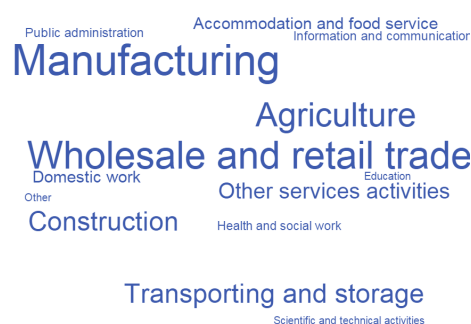 Accommodation and food service
Public administration
Information and communication
Manufacturing
Agriculture
Wholesale and retail trade
Domestic work
Education
Other services activities
Other
Construction
Health and social work
Transporting and storage
Scientific and technical activities